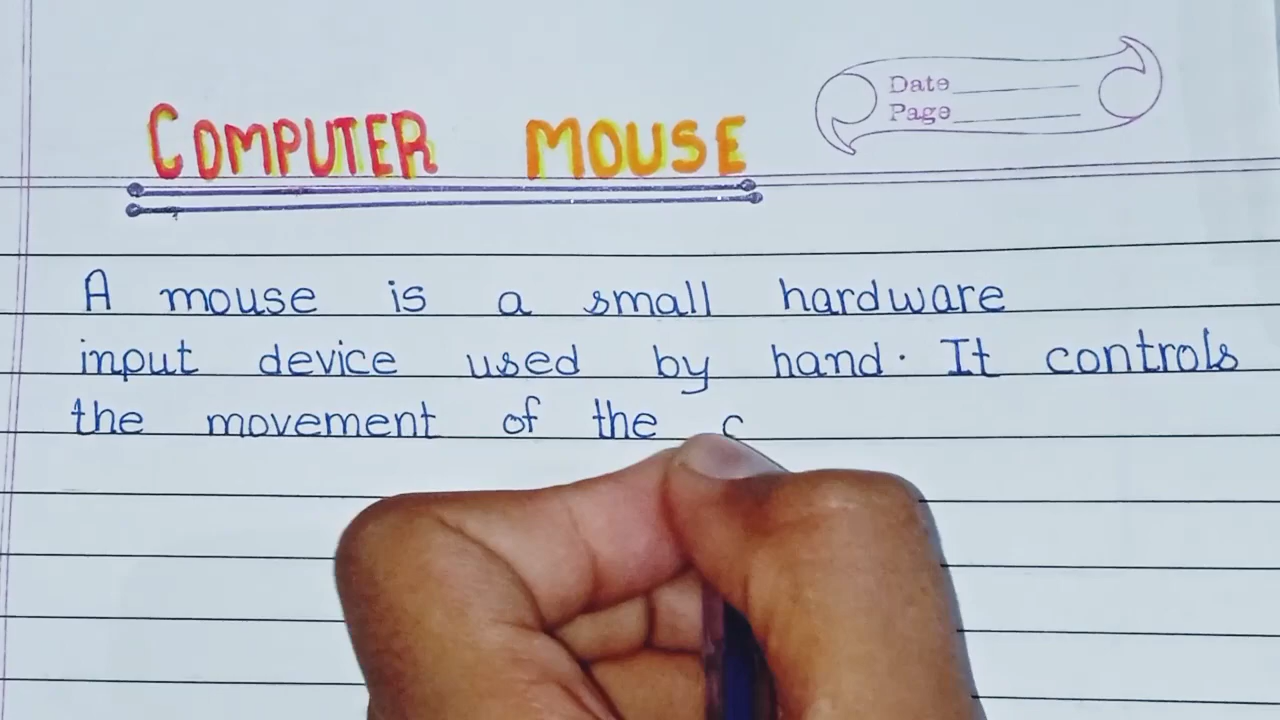 Date
Page
COMPUTER MOUSE
A mouse is a small hardware
input device used by hand. It controls
the movement of the c